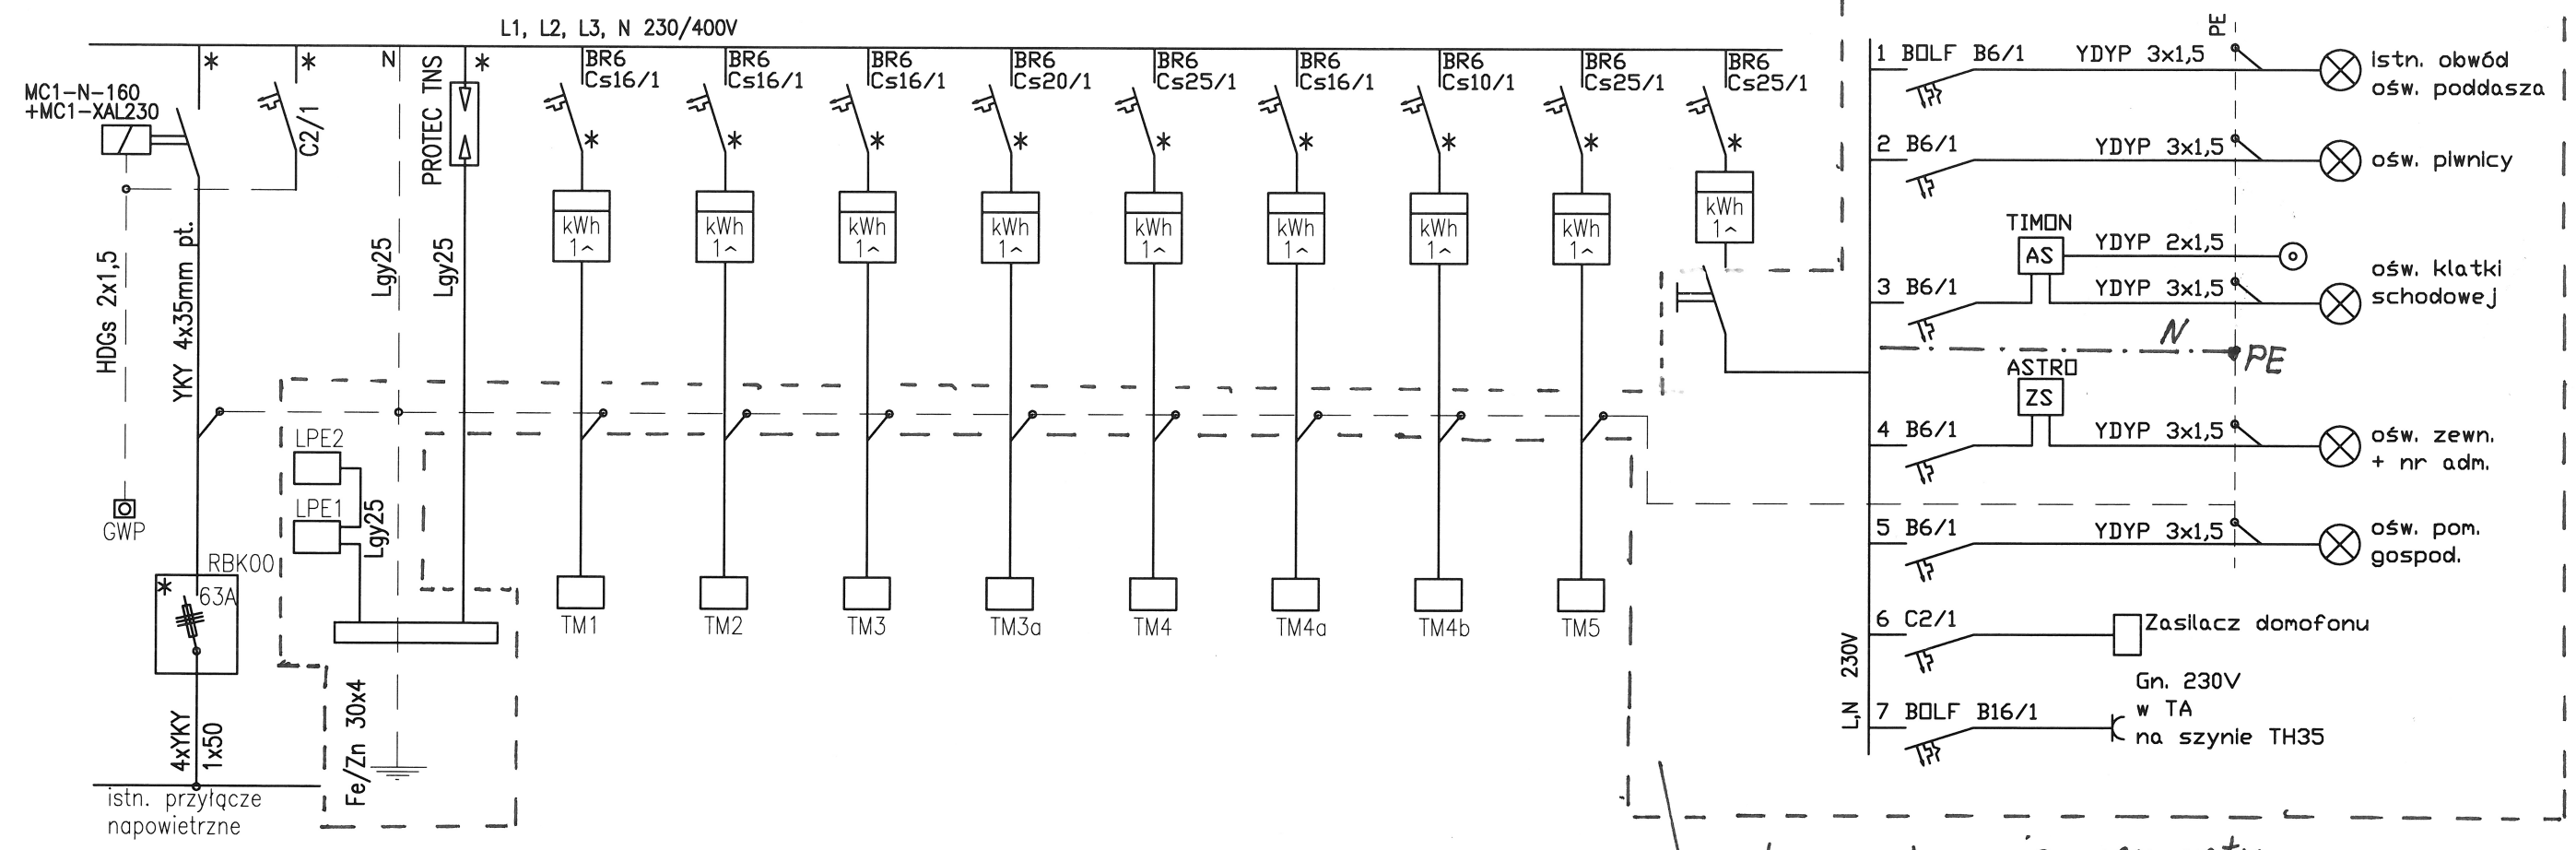 L1, L2, L3, N 230/400V
MC1-N-160
+MC1-XAL230
*
*
C2/1
N
PROTEC TNS
*
HDGs 2x1,5
YKY 4x35mm pt.
Lgy25
Lgy25
GWP
RBK00
*
63A
4xYKY
1x50
istn. przyłącze
napowietrzne
LPE2
LPE1
Lgy25
Fe/Zn 30x4
BR6
Cs16/1
*
kWh
1
TM1
BR6
Cs16/1
*
kWh
1
TM2
BR6
Cs16/1
*
kWh
1
TM3
BR6
Cs20/1
*
kWh
1
TM3a
BR6
Cs25/1
*
kWh
1
TM4
BR6
Cs16/1
*
kWh
1
TM4a
BR6
Cs10/1
*
kWh
1
TM4b
BR6
Cs25/1
*
kWh
1
TM5
BR6
Cs25/1
*
kWh
1
L,N 230V
PE
1 BOLF B6/1 YDYP 3x1,5
istn. obwód
ośw. poddasza
2 B6/1 YDYP 3x1,5
ośw. piwnicy
TIMON
AS
YDYP 2x1,5
3 B6/1 YDYP 3x1,5
ośw. klatki
schodowej
N
PE
ASTRO
ZS
4 B6/1 YDYP 3x1,5
ośw. zewn.
+ nr adm.
5 B6/1 YDYP 3x1,5
ośw. pom.
gospod.
6 C2/1
Zasilacz domofonu
7 BOLF B16/1
Gn. 230V
w TA
na szynie TH35